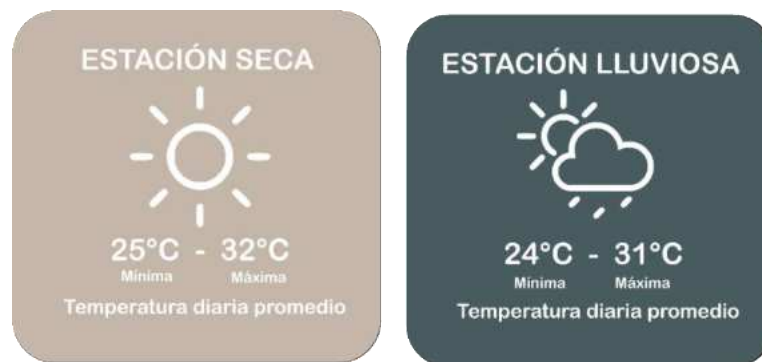 ESTACIÓN SECA
25°C - 32°C
Mínima Máxima
Temperatura diaria promedio
ESTACIÓN LLUVIOSA
24°C - 31°C
Mínima Máxima
Temperatura diaria promedio